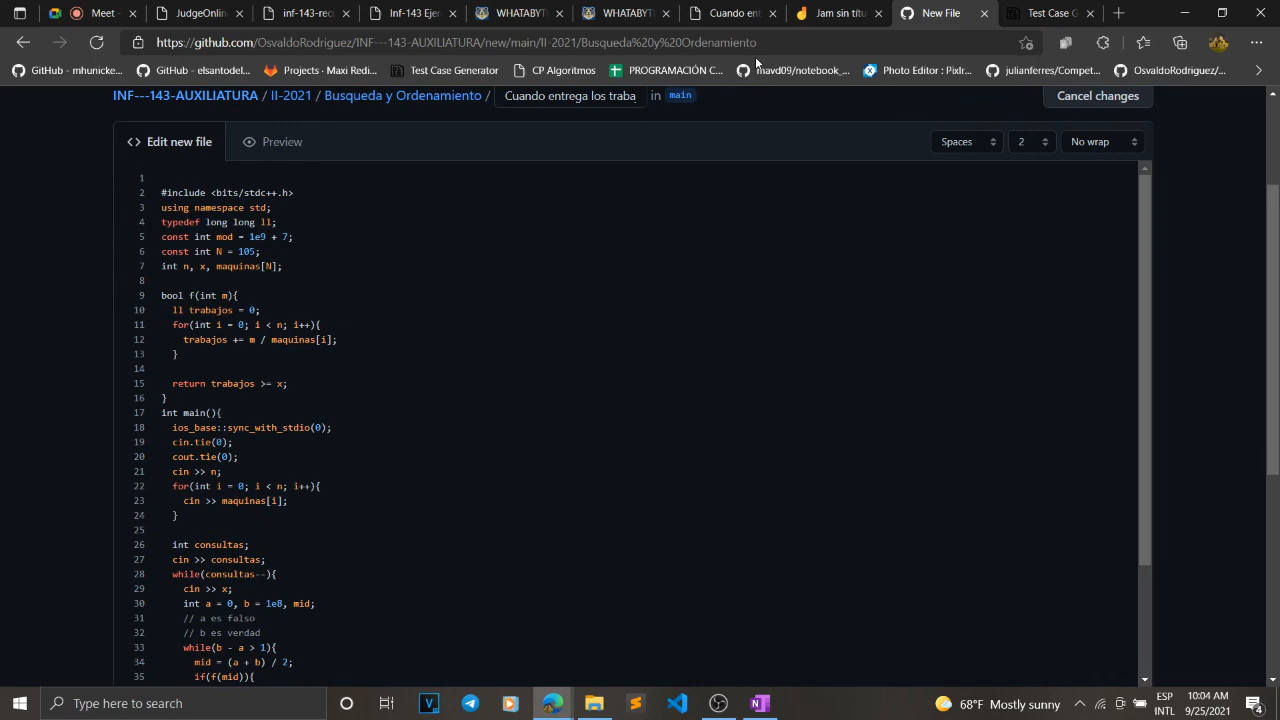 Meet -
JudgeOnlin
inf-143-reco
Inf-143 Ejer
WHATABYTE
WHATABYTE
Cuando ent
Jam sin títu
New File
Test Case G
https://github.com/OsvaldoRodriguez/INF---143-AUXILIATURA/new/main/II-2021/Busqueda%20y%20Ordenamiento
GitHub - mhunicke...
GitHub - elsantodel...
Projects · Maxi Redi...
Test Case Generator
CP Algoritmos
PROGRAMACIÓN C...
mavd09/notebook_...
Photo Editor : Pixlr...
julianferres/Compet...
OsvaldoRodriguez/...
INF---143-AUXILIATURA / II-2021 / Busqueda y Ordenamiento / Cuando entrega los traba in main
Cancel changes
<> Edit new file
Preview
Spaces
2
No wrap
1
2 #include <bits/stdc++.h>
3 using namespace std;
4 typedef long long ll;
5 const int mod = 1e9 + 7;
6 const int N = 105;
7 int n, x, maquinas[N];
8
9 bool f(int m){
10 ll trabajos = 0;
11 for(int i = 0; i < n; i++){
12 trabajos += m / maquinas[i];
13 }
14
15 return trabajos >= x;
16 }
17 int main(){
18 ios_base::sync_with_stdio(0);
19 cin.tie(0);
20 cout.tie(0);
21 cin >> n;
22 for(int i = 0; i < n; i++){
23 cin >> maquinas[i];
24 }
25
26 int consultas;
27 cin >> consultas;
28 while(consultas--){
29 cin >> x;
30 int a = 0, b = 1e8, mid;
31 // a es falso
32 // b es verdad
33 while(b - a > 1){
34 mid = (a + b) / 2;
35 if(f(mid)){
Type here to search
68°F Mostly sunny
ESP
INTL
10:04 AM
9/25/2021
4